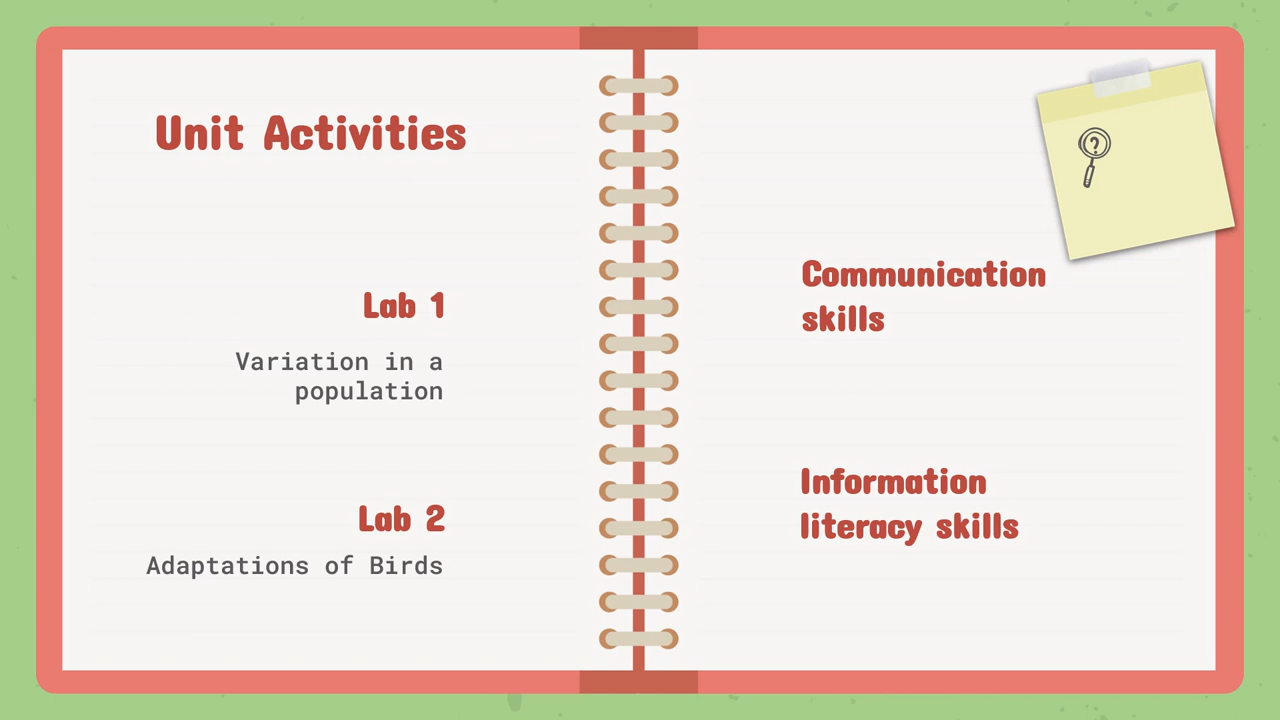 Unit Activities
Lab 1
Variation in a
population
Lab 2
Adaptations of Birds
?
Communication
skills
Information
literacy skills